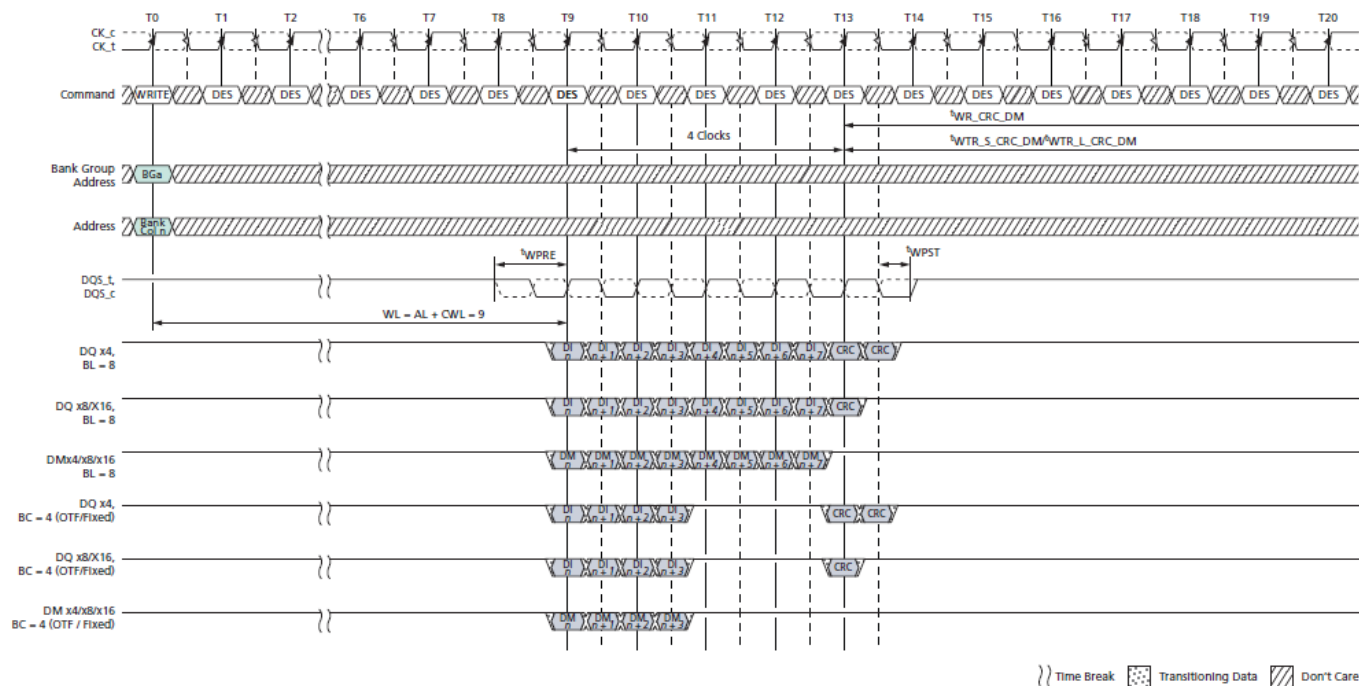 T0 T1 T2 T6 T7 T8 T9 T10 T11 T12 T13 T14 T15 T16 T17 T18 T19 T20
CK_c
CK_t
Command WRITE DES DES DES DES DES DES DES DES DES DES DES DES DES DES DES DES DES
tWR_CRC_DM
4 Clocks tWTR_S_CRC_DM/tWTR_L_CRC_DM
Bank Group
Address BGa
Address Bank
Col n
tWPRE tWPST
DQS_t,
DQS_c
WL = AL + CWL = 9
DQ x4,
BL = 8
DI n DI n + 1 DI n + 2 DI n + 3 DI n + 4 DI n + 5 DI n + 6 DI n + 7 CRC CRC
DQ x8/X16,
BL = 8
DI n DI n + 1 DI n + 2 DI n + 3 DI n + 4 DI n + 5 DI n + 6 DI n + 7 CRC
DMx4/x8/x16
BL = 8
DM n DM n + 1 DM n + 2 DM n + 3 DM n + 4 DM n + 5 DM n + 6 DM n + 7
DQ x4,
BC = 4 (OTF/Fixed)
DI n DI n + 1 DI n + 2 DI n + 3 CRC CRC
DQ x8/X16,
BC = 4 (OTF/Fixed)
DI n DI n + 1 DI n + 2 DI n + 3 CRC
DM x4/x8/x16
BC = 4 (OTF / Fixed)
DM n DM n + 1 DM n + 2 DM n + 3
Time Break Transitioning Data Don't Care